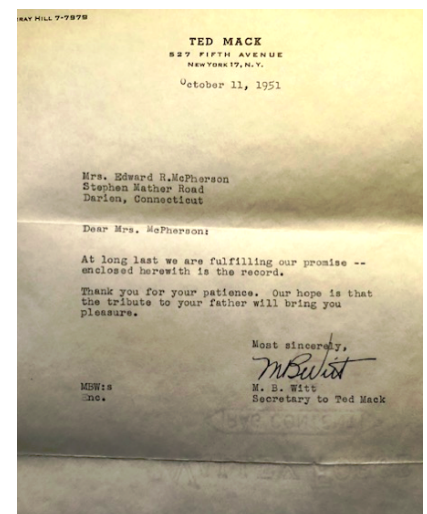 RAY HILL 7-7979
TED MACK
527 FIFTH AVENUE
NEW YORK 17, N. Y.
October 11, 1951
Mrs. Edward R.McPherson
Stephen Mather Road
Darien, Connecticut
Dear Mrs. McPherson:
At long last we are fulfilling our promise --
enclosed herewith is the record.
Thank you for your patience. Our hope is that
the tribute to your father will bring you
pleasure.
Most sincerely,
MBWitt
M. B. Witt
MBW:s
Secretary to Ted Mack
Enc.